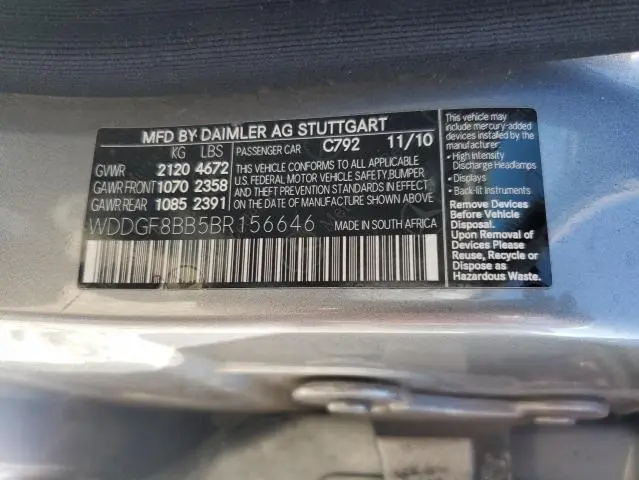 MFD BY DAIMLER AG STUTTGART
KG LBS
PASSENGER CAR C792 11/10
GVWR 2120 4672
GAWR FRONT 1070 2358
GAWR REAR 1085 2391
THIS VEHICLE CONFORMS TO ALL APPLICABLE
U.S. FEDERAL MOTOR VEHICLE SAFETY, BUMPER
AND THEFT PREVENTION STANDARDS IN EFFECT
ON THE DATE OF MANUFACTURE SHOWN ABOVE
WDDGF8BB5BR156646 MADE IN SOUTH AFRICA
This vehicle may
include mercury-added
devices installed by the
manufacturer:
• High Intensity
Discharge Headlamps
• Displays
• Back-lit Instruments
Remove Devices
Before Vehicle
Disposal.
Upon Removal of
Devices Please
Reuse, Recycle or
Dispose as
Hazardous Waste.